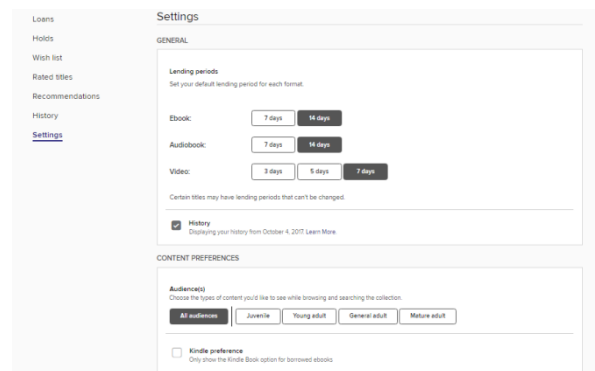 Loans
Holds
Wish list
Rated titles
Recommendations
History
Settings
Settings
GENERAL
Lending periods
Set your default lending period for each format.
Ebook: 7 days 14 days
Audiobook: 7 days 14 days
Video: 3 days 5 days 7 days
Certain titles may have lending periods that can't be changed.
History
Displaying your history from October 4, 2017. Learn More.
CONTENT PREFERENCES
Audience(s)
Choose the types of content you'd like to see while browsing and searching the collection.
All audiences Juvenile Young adult General adult Mature adult
Kindle preference
Only show the Kindle Book option for borrowed ebooks